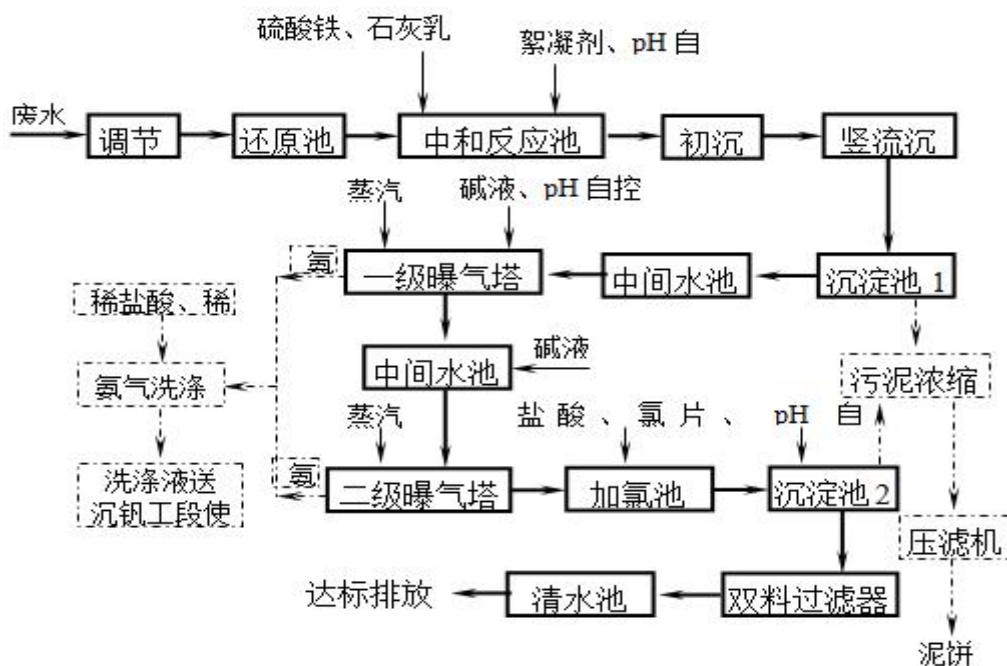 硫酸铁、石灰乳
絮凝剂、pH 自
废水
调节
还原池
中和反应池
初沉
竖流沉
蒸汽
碱液、pH 自控
氨
一级曝气塔
中间水池
沉淀池 1
稀盐酸、稀
氨气洗涤
中间水池
碱液
污泥浓缩
蒸汽
盐 酸 、 氯 片 、 pH 自
洗涤液送
沉钒工段使
氨
二级曝气塔
加氯池
沉淀池 2
压滤机
达标排放
清水池
双料过滤器
泥饼